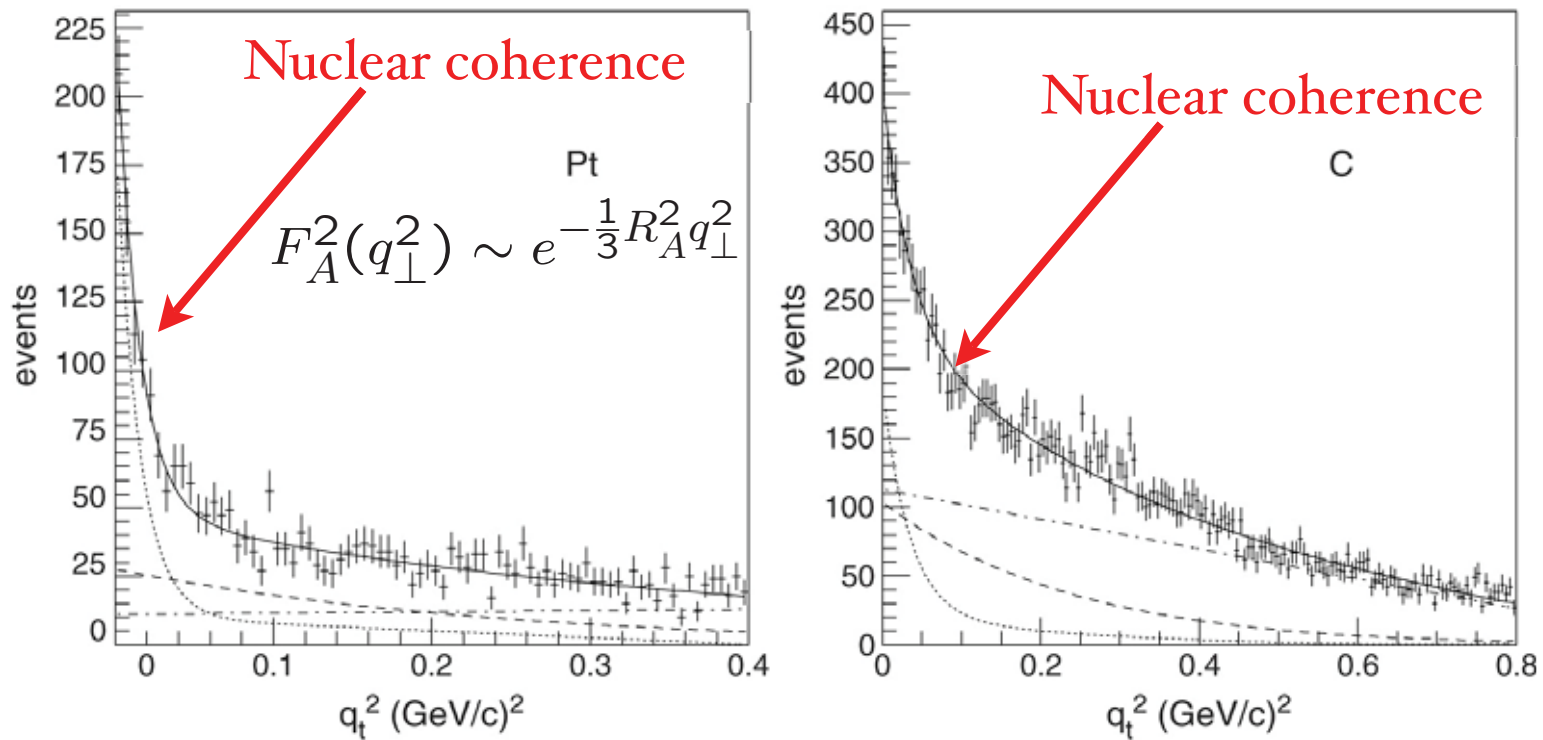 225
200
175
150
125
100
75
50
25
0
events
Nuclear coherence
Pt
F_A^2(q_⊥^2) ∼ e^{-\frac{1}{3}R_A^2 q_⊥^2}
0 0.1 0.2 0.3 0.4
q_t^2 (GeV/c)^2
450
400
350
300
250
200
150
100
50
0
events
Nuclear coherence
C
0 0.2 0.4 0.6 0.8
q_t^2 (GeV/c)^2